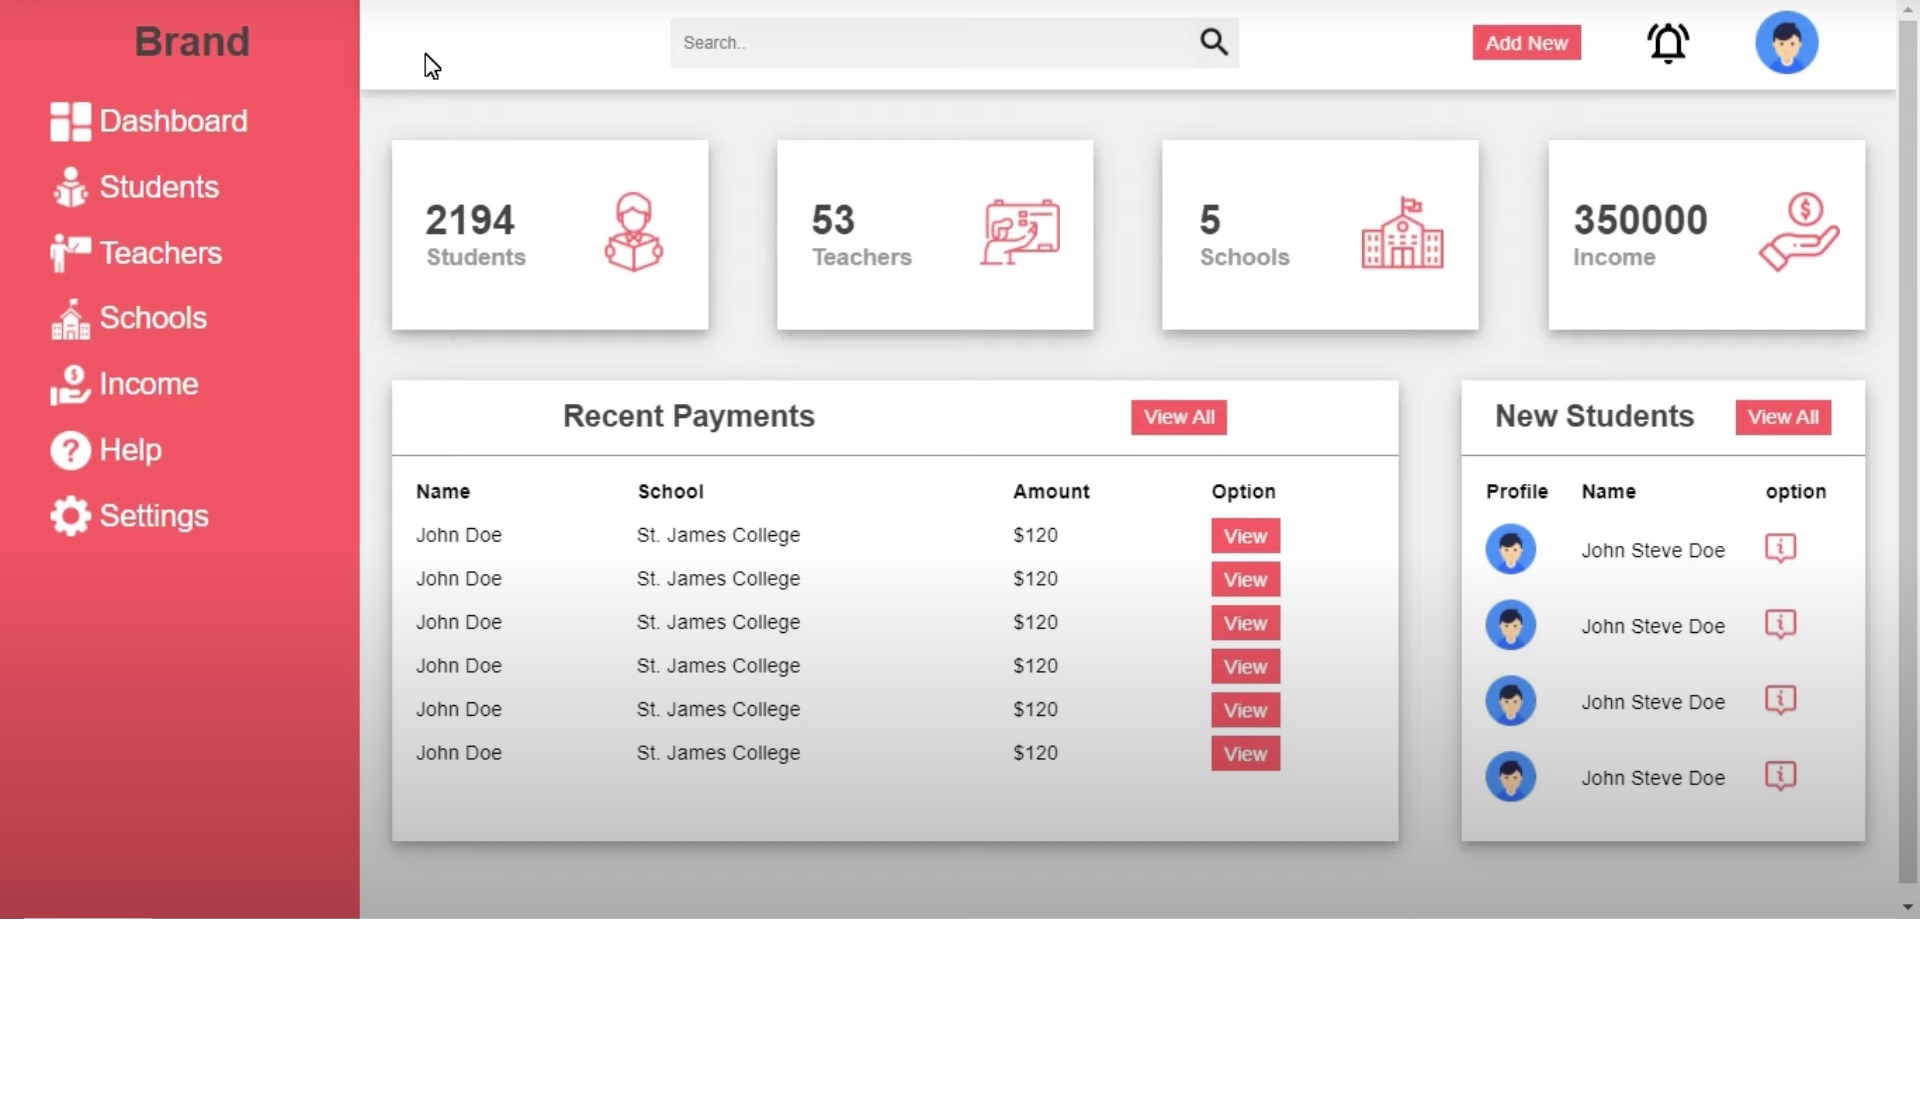 Brand
Dashboard
Students
Teachers
Schools
Income
Help
Settings
Search..
Add New
2194
Students
53
Teachers
5
Schools
350000
Income
Recent Payments View All
Name School Amount Option
John Doe St. James College $120 View
John Doe St. James College $120 View
John Doe St. James College $120 View
John Doe St. James College $120 View
John Doe St. James College $120 View
John Doe St. James College $120 View
New Students View All
Profile Name option
John Steve Doe
John Steve Doe
John Steve Doe
John Steve Doe